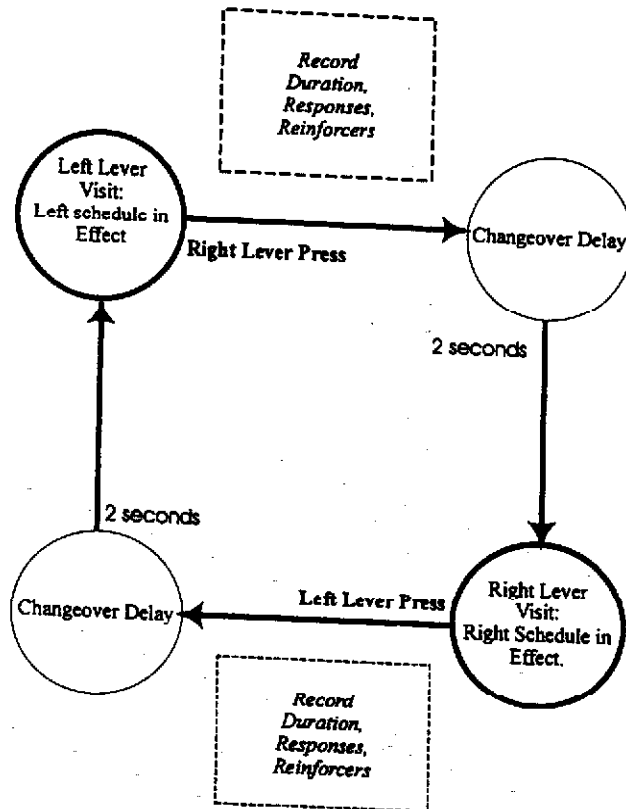 Record
Duration,
Responses,
Reinforcers
Left Lever
Visit:
Left schedule in
Effect
Right Lever Press
Changeover Delay
2 seconds
2 seconds
Changeover Delay
Left Lever Press
Right Lever
Visit:
Right Schedule in
Effect.
Record
Duration,
Responses,
Reinforcers